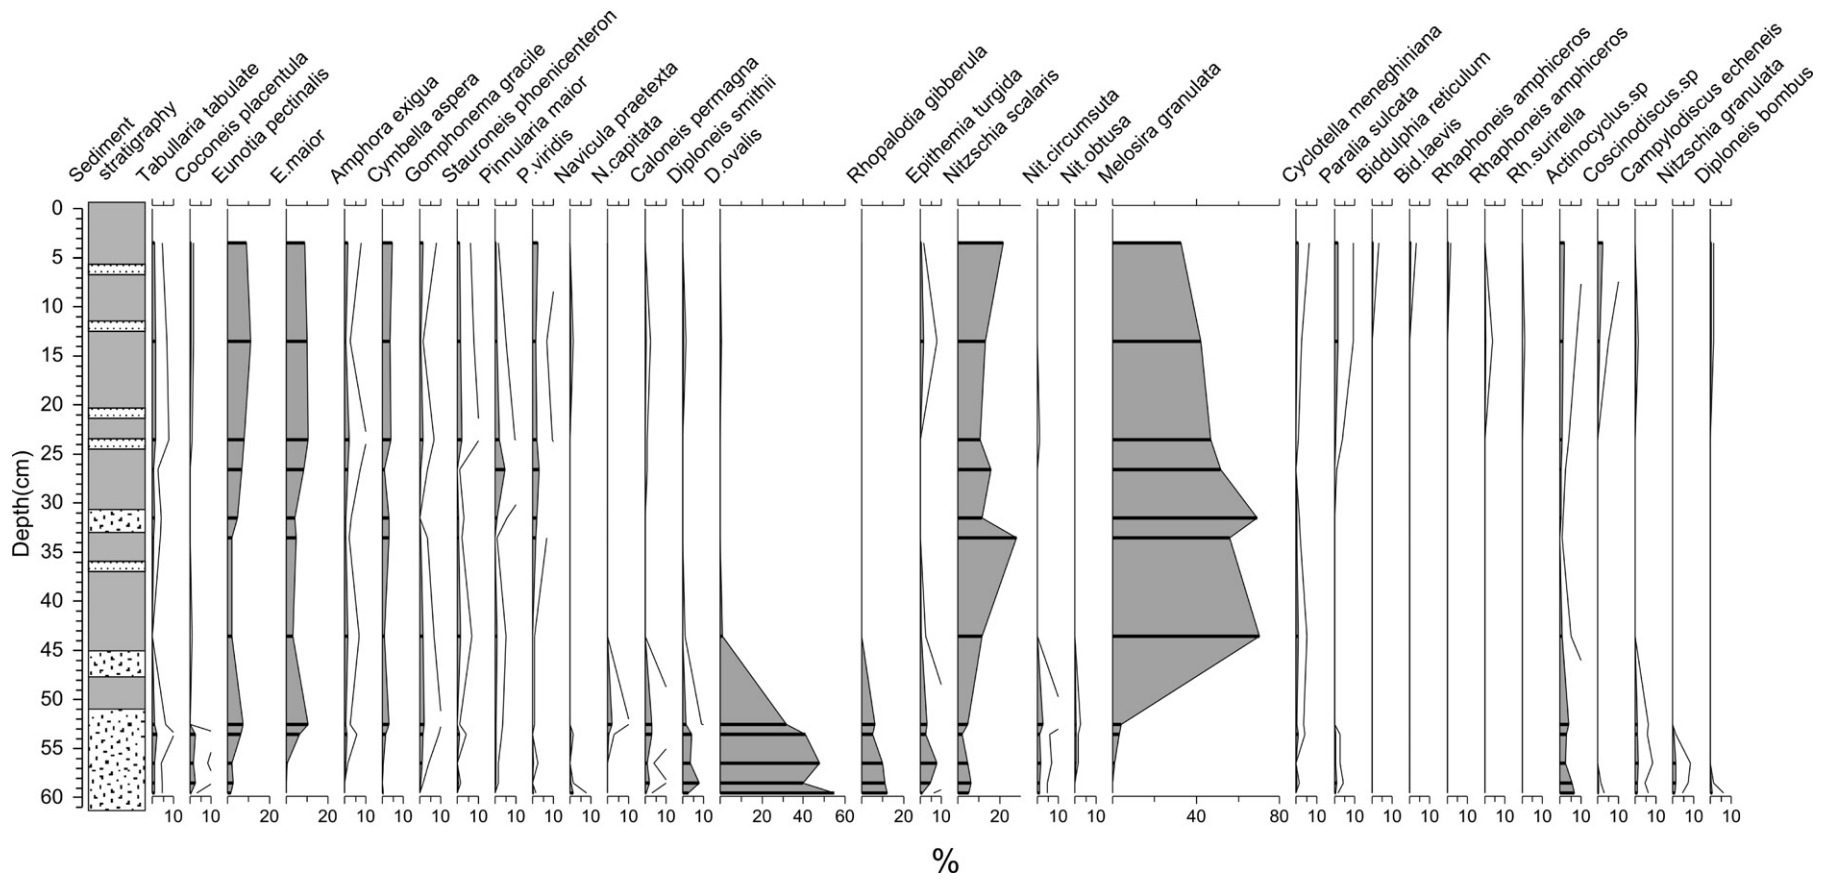 Sediment
stratigraphy
Tabullaria tabulate
Coconeis placentula
Eunotia pectinalis
E.maior
Amphora exigua
Cymbella aspera
Gomphonema gracile
Stauroneis phoenicenteron
Pinnularia maior
P.viridis
Navicula praetexta
N.capitata
Caloneis permagna
Diploneis smithii
D.ovalis
Rhopalodia gibberula
Epithemia turgida
Nitzschia scalaris
Nit.circumsuta
Nit.obtusa
Melosira granulata
Cyclotella meneghiniana
Paralia sulcata
Biddulphia reticulum
Bid.laevis
Rhaphoneis amphiceros
Rhaphoneis amphiceros
Rh.surirella
Actinocyclus.sp
Coscinodiscus.sp
Campylodiscus echeneis
Nitzschia granulata
Diploneis bombus
Depth(cm)
0
5
10
15
20
25
30
35
40
45
50
55
60
10 10 20 20 10 10 10 10 10 10 10 10 10 10 20 40 60 20 10 20 10 10 40 80 10 10 10 10 10 10 10 10 10 10 10 10
%